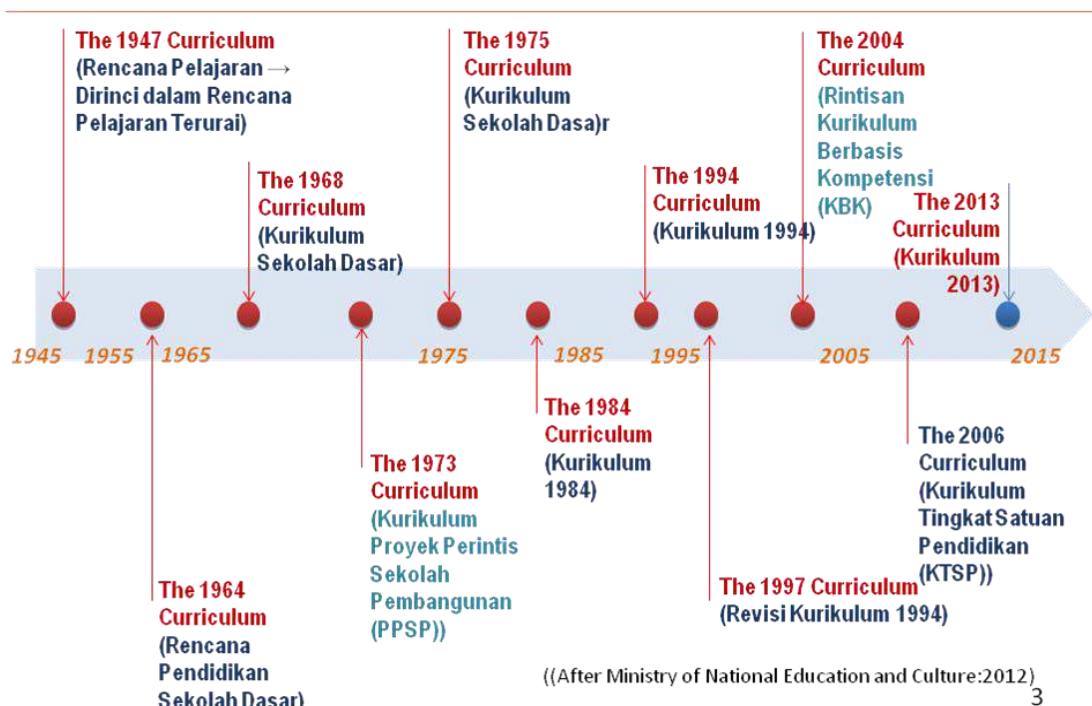 The 1947 Curriculum
(Rencana Pelajaran →
Dirinci dalam Rencana
Pelajaran Terurai)
The 1968
Curriculum
(Kurikulum
Sekolah Dasar)
The 1975
Curriculum
(Kurikulum
Sekolah Dasa)r
The 1994
Curriculum
(Kurikulum 1994)
The 2004
Curriculum
(Rintisan
Kurikulum
Berbasis
Kompetensi
(KBK)
The 2013
Curriculum
(Kurikulum
2013)
1945 1955 1965 1975 1985 1995 2005 2015
The 1964
Curriculum
(Rencana
Pendidikan
Sekolah Dasar)
The 1973
Curriculum
(Kurikulum
Proyek Perintis
Sekolah
Pembangunan
(PPSP))
The 1984
Curriculum
(Kurikulum
1984)
The 1997 Curriculum
(Revisi Kurikulum 1994)
The 2006
Curriculum
(Kurikulum
Tingkat Satuan
Pendidikan
(KTSP))
((After Ministry of National Education and Culture:2012)
3